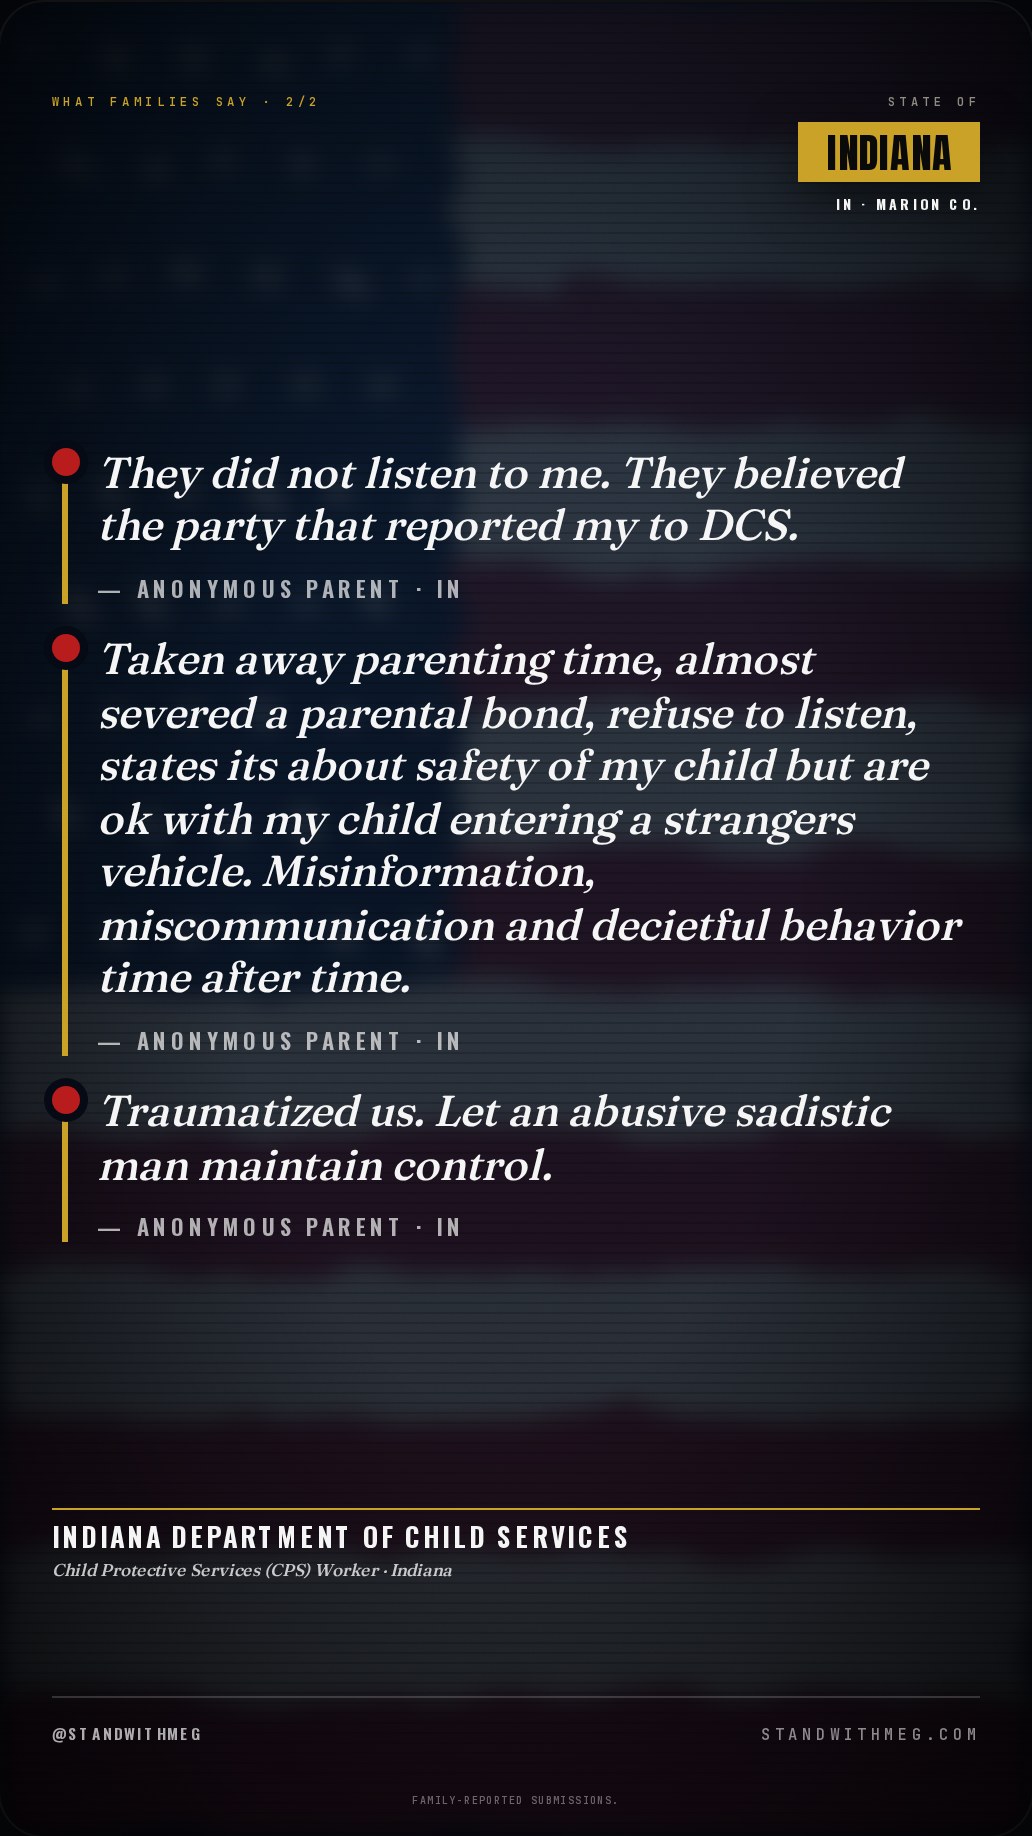 WHAT FAMILIES SAY · 2/2
STATE OF
INDIANA
IN · MARION CO.
They did not listen to me. They believed
the party that reported my to DCS.
— ANONYMOUS PARENT · IN
Taken away parenting time, almost
severed a parental bond, refuse to listen,
states its about safety of my child but are
ok with my child entering a strangers
vehicle. Misinformation,
miscommunication and decietful behavior
time after time.
— ANONYMOUS PARENT · IN
Traumatized us. Let an abusive sadistic
man maintain control.
— ANONYMOUS PARENT · IN
INDIANA DEPARTMENT OF CHILD SERVICES
Child Protective Services (CPS) Worker · Indiana
@STANDWITHMEG
STANDWITHMEG.COM
FAMILY-REPORTED SUBMISSIONS.